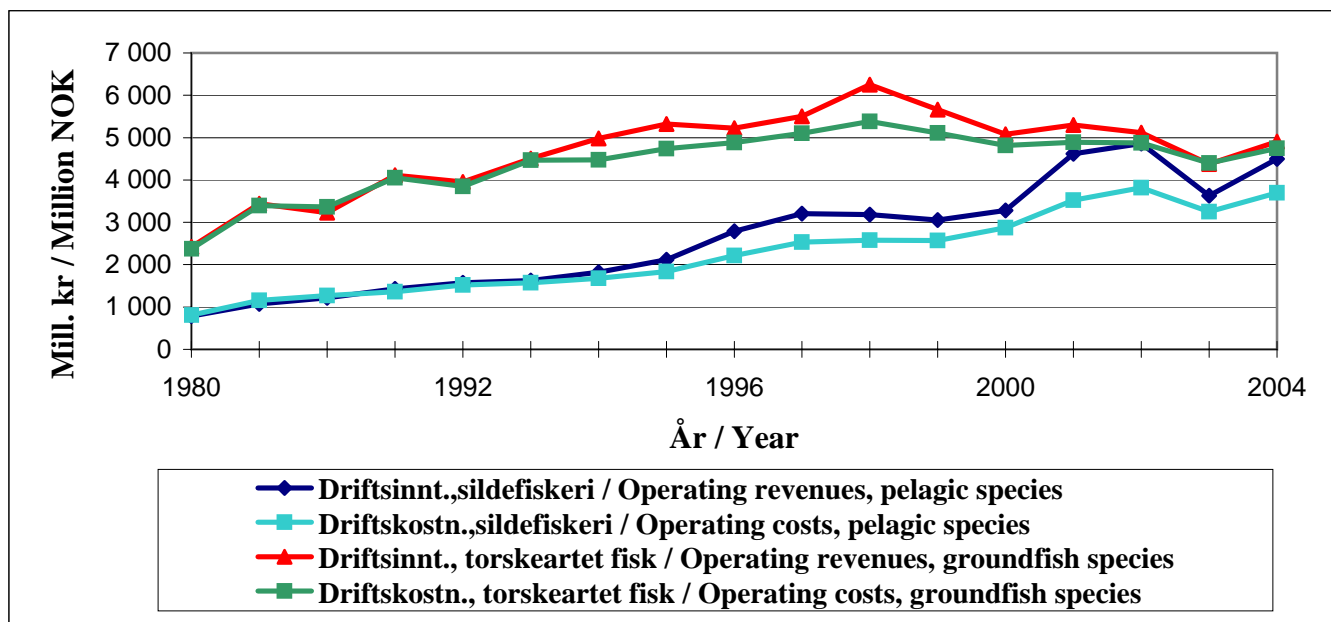 7 000
6 000
5 000
4 000
3 000
2 000
1 000
0
Mill. kr / Million NOK
1980 1992 1996 2000 2004
År / Year
Driftsinnt.,sildefiskeri / Operating revenues, pelagic species
Driftskostn.,sildefiskeri / Operating costs, pelagic species
Driftsinnt., torskeartet fisk / Operating revenues, groundfish species
Driftskostn., torskeartet fisk / Operating costs, groundfish species